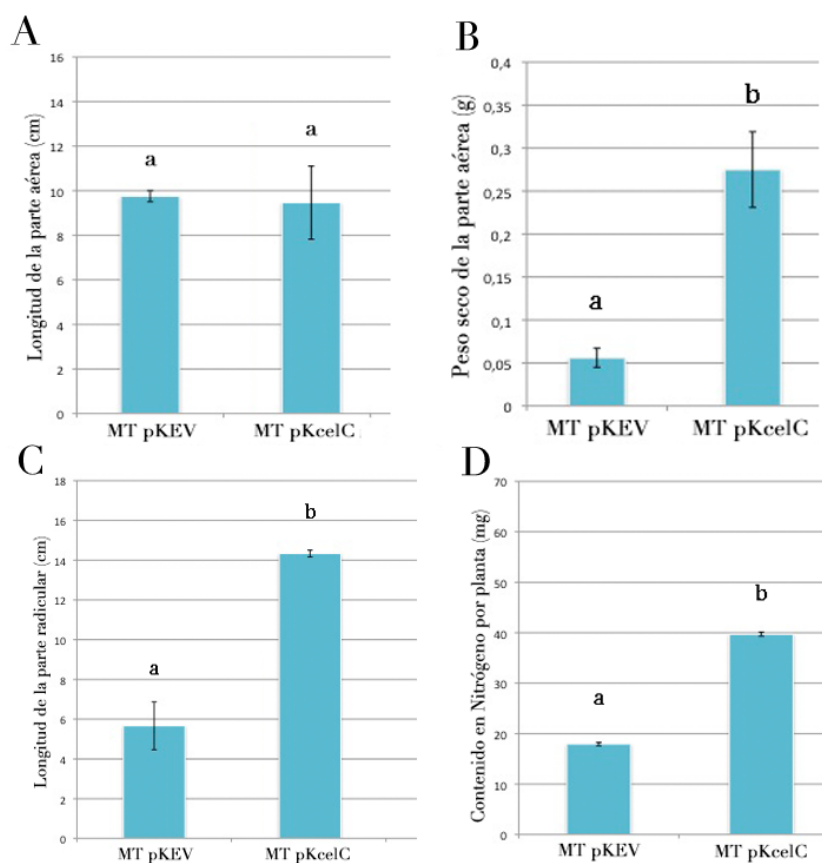 A
Longitud de la parte aérea (cm)
16
14
12
10
8
6
4
2
0
a
a
MT pKEV
MT pKcelC
B
Peso seco de la parte aérea (g)
0,4
0,35
0,3
0,25
0,2
0,15
0,1
0,05
0
a
b
MT pKEV
MT pKcelC
C
Longitud de la parte radicular (cm)
18
16
14
12
10
8
6
4
2
0
a
b
MT pKEV
MT pKcelC
D
Contenido en Nitrógeno por planta (mg)
70
60
50
40
30
20
10
0
a
b
MT pKEV
MT pKcelC